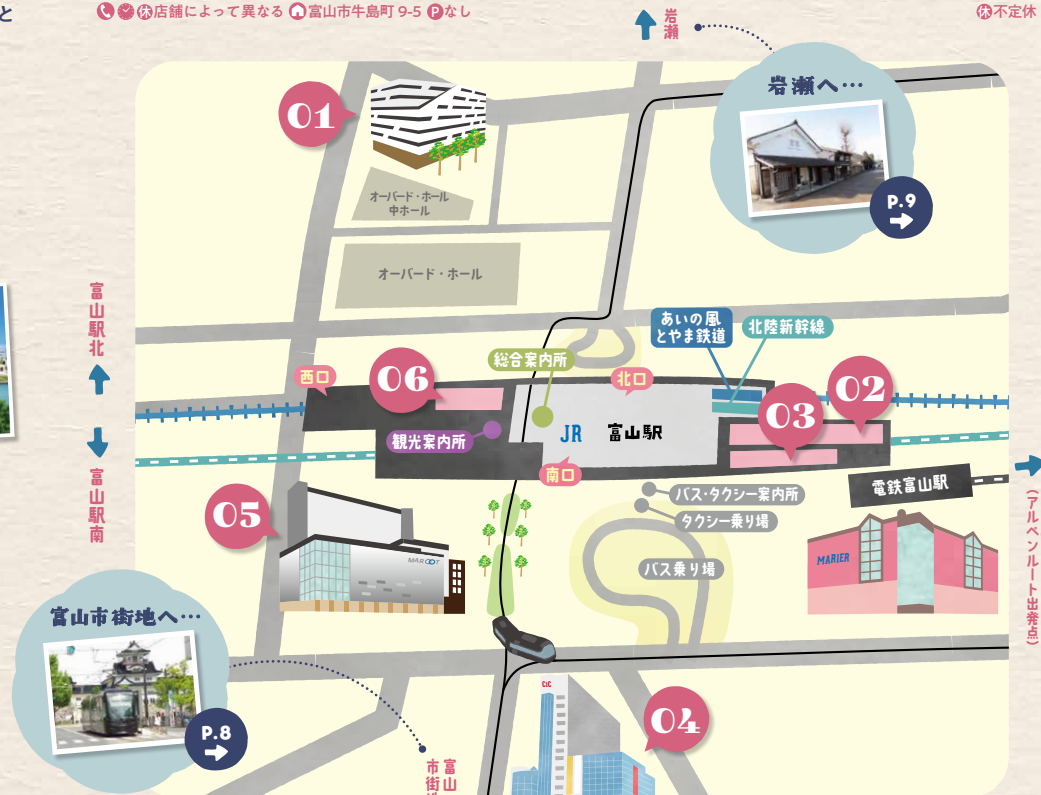 と
休店舗によって異なる 富山市牛島町 9-5 Pなし
休不定休
岩瀬
岩瀬へ…
P.9
01
オーバード・ホール
中ホール
オーバード・ホール
富山駅北
富山駅南
あいの風
とやま鉄道
北陸新幹線
総合案内所
西口
06
北口
02
03
観光案内所
JR 富山駅
南口
電鉄富山駅
バス・タクシー案内所
タクシー乗り場
バス乗り場
05
MAROOT
MARIER
(アルペンルート出発点)
富山市街地へ…
P.8
CiC
04
富山
市街